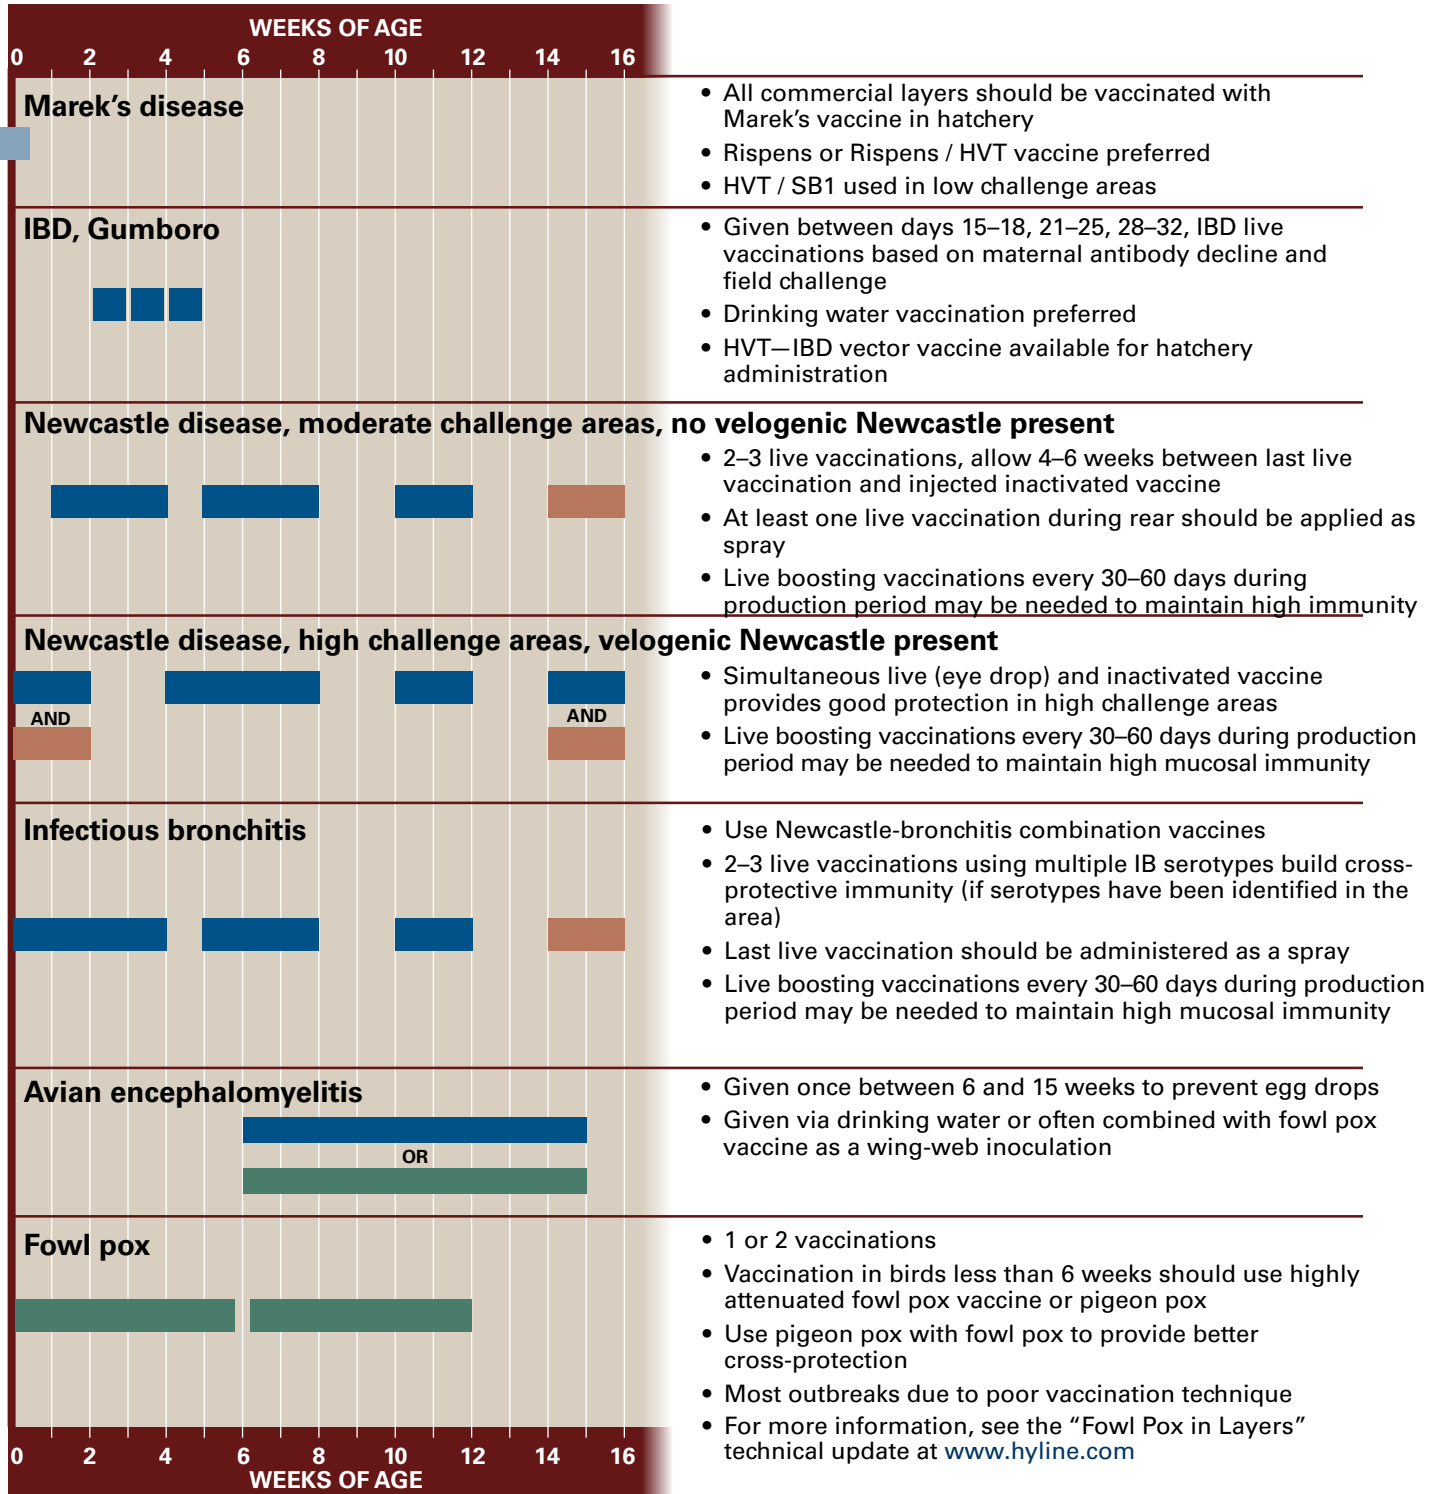 WEEKS OF AGE
0 2 4 6 8 10 12 14 16
Marek’s disease
• All commercial layers should be vaccinated with
Marek’s vaccine in hatchery
• Rispens or Rispens / HVT vaccine preferred
• HVT / SB1 used in low challenge areas
IBD, Gumboro
• Given between days 15–18, 21–25, 28–32, IBD live
vaccinations based on maternal antibody decline and
field challenge
• Drinking water vaccination preferred
• HVT—IBD vector vaccine available for hatchery
administration
Newcastle disease, moderate challenge areas, no velogenic Newcastle present
• 2–3 live vaccinations, allow 4–6 weeks between last live
vaccination and injected inactivated vaccine
• At least one live vaccination during rear should be applied as
spray
• Live boosting vaccinations every 30–60 days during
production period may be needed to maintain high immunity
Newcastle disease, high challenge areas, velogenic Newcastle present
AND
AND
• Simultaneous live (eye drop) and inactivated vaccine
provides good protection in high challenge areas
• Live boosting vaccinations every 30–60 days during production
period may be needed to maintain high mucosal immunity
Infectious bronchitis
• Use Newcastle-bronchitis combination vaccines
• 2–3 live vaccinations using multiple IB serotypes build cross-
protective immunity (if serotypes have been identified in the
area)
• Last live vaccination should be administered as a spray
• Live boosting vaccinations every 30–60 days during production
period may be needed to maintain high mucosal immunity
Avian encephalomyelitis
OR
• Given once between 6 and 15 weeks to prevent egg drops
• Given via drinking water or often combined with fowl pox
vaccine as a wing-web inoculation
Fowl pox
• 1 or 2 vaccinations
• Vaccination in birds less than 6 weeks should use highly
attenuated fowl pox vaccine or pigeon pox
• Use pigeon pox with fowl pox to provide better
cross-protection
• Most outbreaks due to poor vaccination technique
• For more information, see the “Fowl Pox in Layers”
technical update at www.hyline.com
0 2 4 6 8 10 12 14 16
WEEKS OF AGE